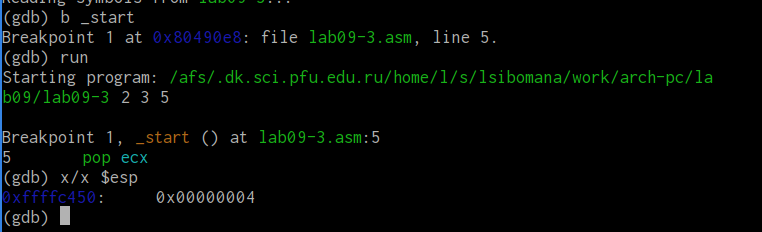 Reading symbols from lab09-3...
(gdb) b _start
Breakpoint 1 at 0x80490e8: file lab09-3.asm, line 5.
(gdb) run
Starting program: /afs/.dk.sci.pfu.edu.ru/home/l/s/lsibomana/work/arch-pc/la
b09/lab09-3 2 3 5
Breakpoint 1, _start () at lab09-3.asm:5
5 pop ecx
(gdb) x/x $esp
0xffffc450: 0x00000004
(gdb)